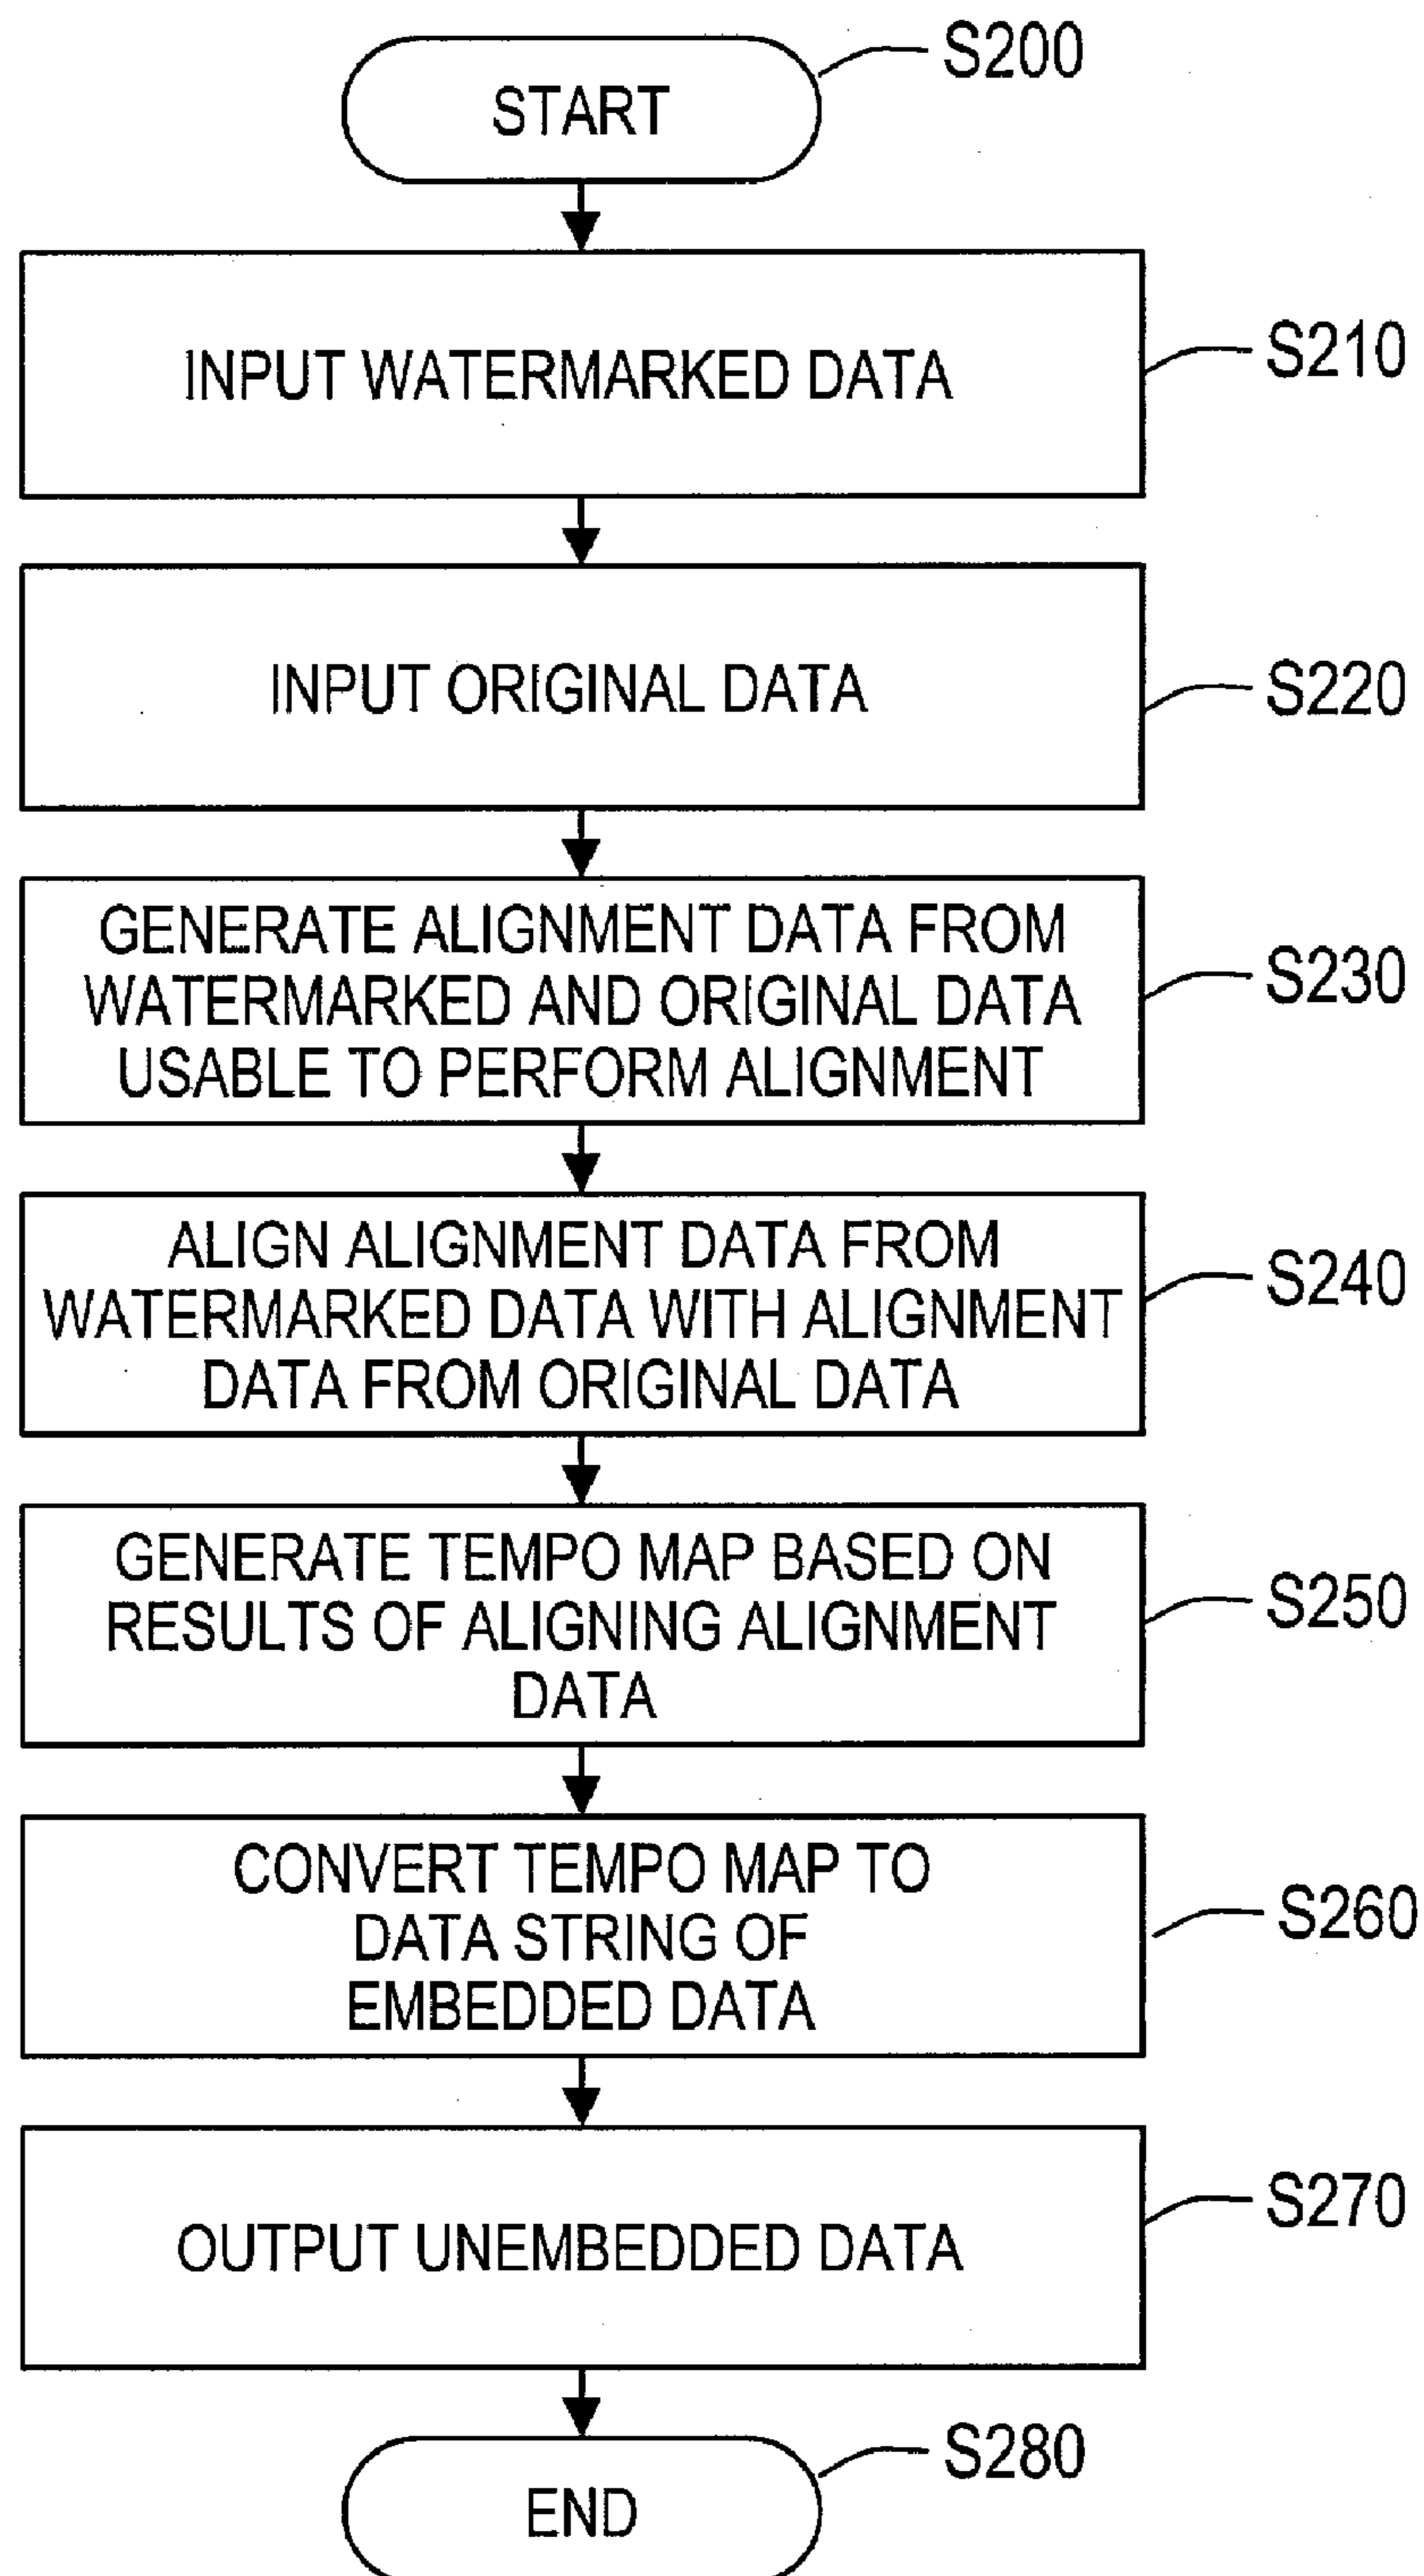 START
S200
INPUT WATERMARKED DATA
S210
INPUT ORIGINAL DATA
S220
GENERATE ALIGNMENT DATA FROM
WATERMARKED AND ORIGINAL DATA
USABLE TO PERFORM ALIGNMENT
S230
ALIGN ALIGNMENT DATA FROM
WATERMARKED DATA WITH ALIGNMENT
DATA FROM ORIGINAL DATA
S240
GENERATE TEMPO MAP BASED ON
RESULTS OF ALIGNING ALIGNMENT
DATA
S250
CONVERT TEMPO MAP TO
DATA STRING OF
EMBEDDED DATA
S260
OUTPUT UNEMBEDDED DATA
S270
END
S280